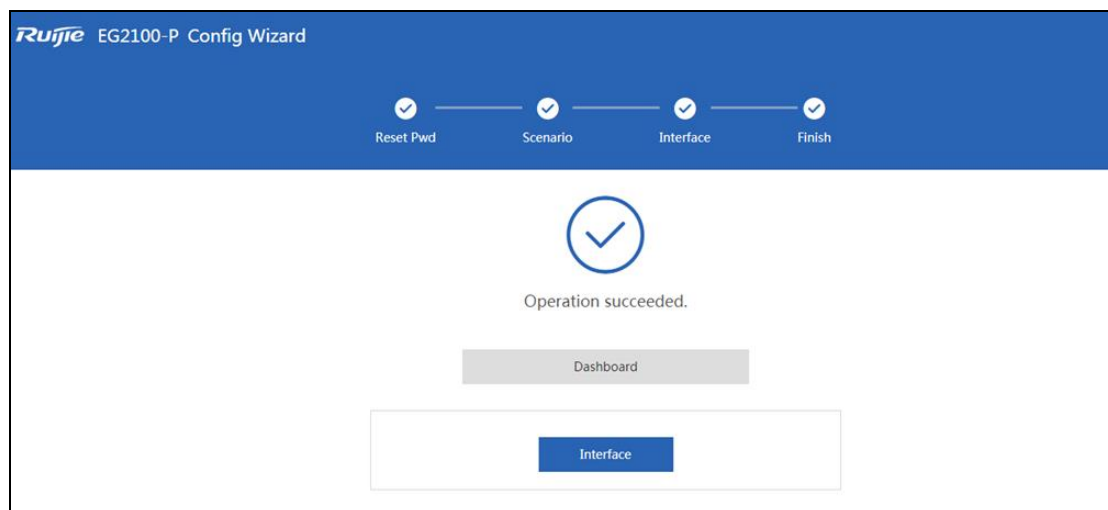 Ruijie EG2100-P Config Wizard
Reset Pwd Scenario Interface Finish
Operation succeeded.
Dashboard
Interface